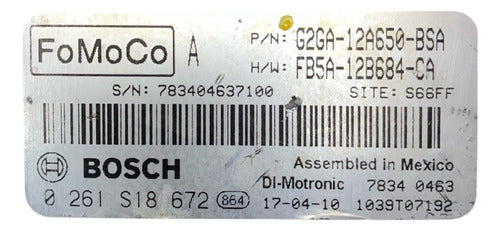 FoMoCo A P/N: G2GA-12A650-BSA
H/W: FB5A-12B684-CA
S/N: 783404637100 SITE: S66FF
BOSCH Assembled in Mexico
DI-Motronic 7834 0463
0 261 S18 672 864 17-04-10 1039T07192